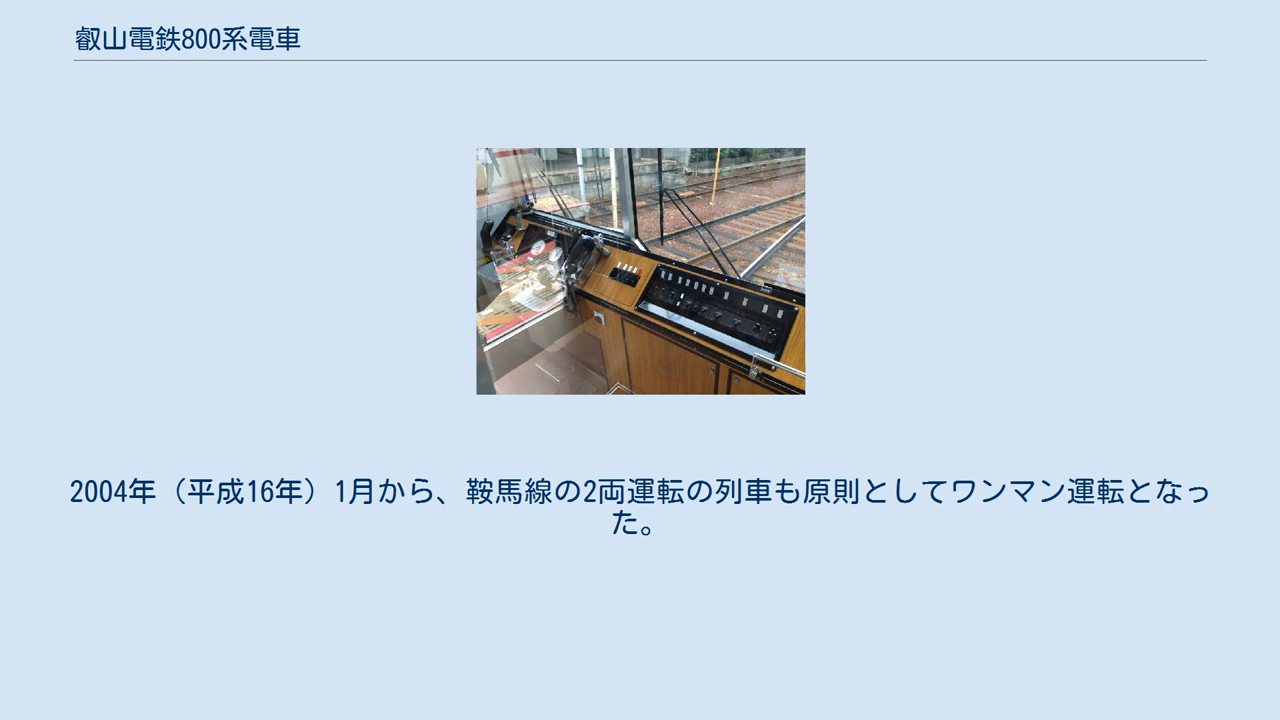 叡山電鉄800系電車
2004年（平成16年）1月から、鞍馬線の2両運転の列車も原則としてワンマン運転となっ
た。